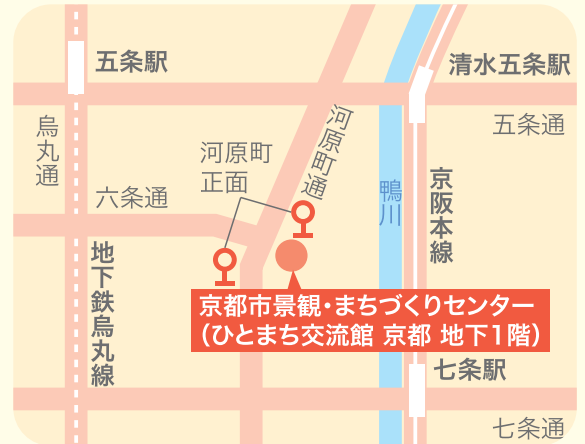 五条駅
清水五条駅
五条通
烏丸通
河原町通
河原町
正面
六条通
鴨川
京阪本線
地下鉄烏丸線
京都市景観・まちづくりセンター
（ひとまち交流館 京都 地下1階）
七条駅
七条通